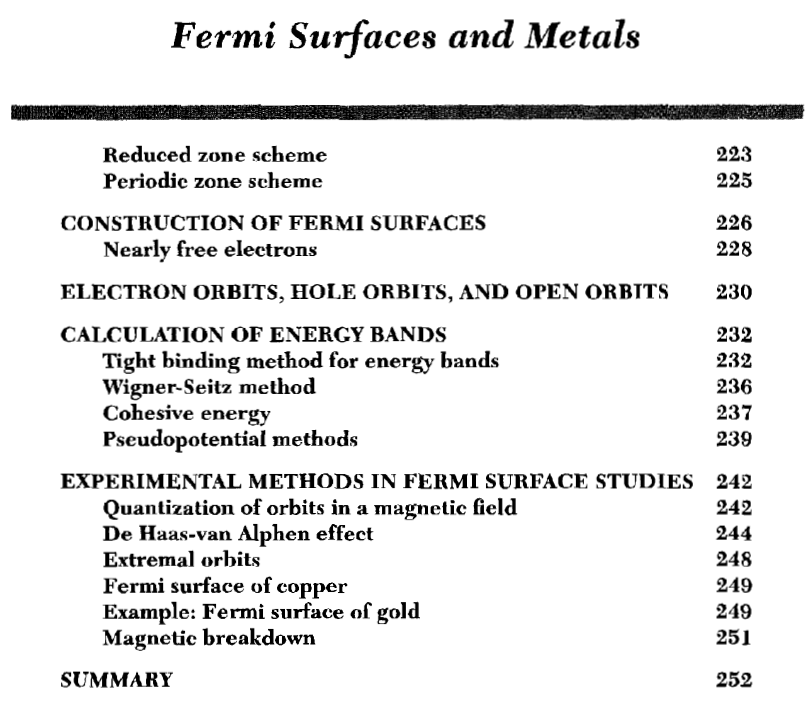 Fermi Surfaces and Metals
Reduced zone scheme 223
Periodic zone scheme 225
CONSTRUCTION OF FERMI SURFACES 226
Nearly free electrons 228
ELECTRON ORBITS, HOLE ORBITS, AND OPEN ORBITS 230
CALCULATION OF ENERGY BANDS 232
Tight binding method for energy bands 232
Wigner-Seitz method 236
Cohesive energy 237
Pseudopotential methods 239
EXPERIMENTAL METHODS IN FERMI SURFACE STUDIES 242
Quantization of orbits in a magnetic field 242
De Haas-van Alphen effect 244
Extremal orbits 248
Fermi surface of copper 249
Example: Fermi surface of gold 249
Magnetic breakdown 251
SUMMARY 252